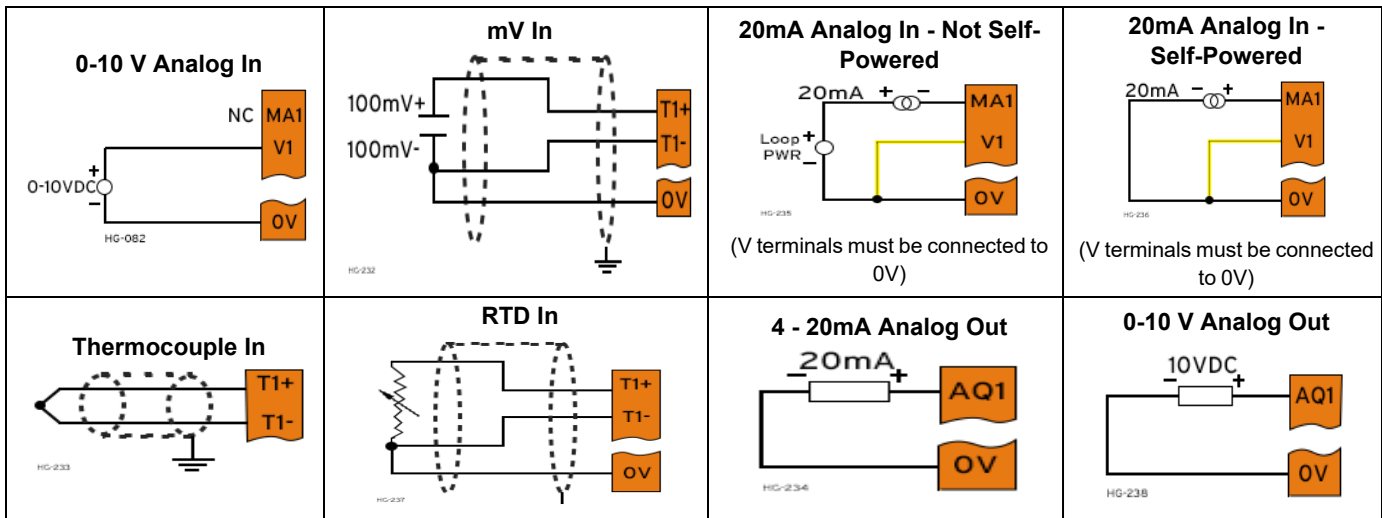 0-10 V Analog In
NC MA1
V1
+
0-10VDC
−
0V
HG-082
mV In
100mV+
T1+
100mV-
T1-
0V
HG-232
20mA Analog In - Not Self-
Powered
20mA + − MA1
Loop +
PWR −
V1
0V
HG-235
(V terminals must be connected to
0V)
20mA Analog In -
Self-Powered
20mA − + MA1
V1
0V
HG-236
(V terminals must be connected
to 0V)
Thermocouple In
T1+
T1-
HG-233
RTD In
T1+
T1-
0V
HG-237
4 - 20mA Analog Out
20mA
− +
AQ1
0V
HG-234
0-10 V Analog Out
10VDC
− +
AQ1
0V
HG-238